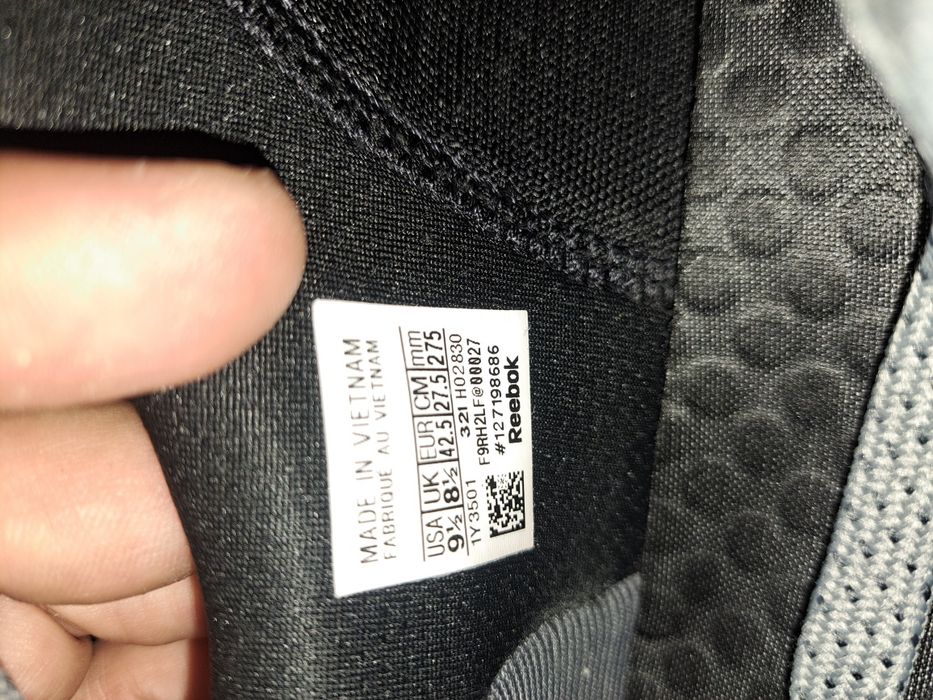 MADE IN VIETNAM
FABRIQUE AU VIETNAM
USA UK EUR CM mm
9½ 8½ 42.5 27.5 275
1Y3501 321 H02830
F9RH2LF@00027
#127198686
Reebok